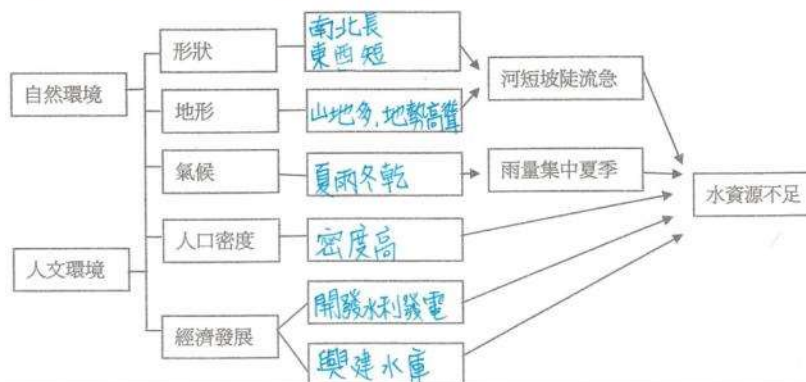 形狀
南北長
東西短
河短坡陡流急
自然環境
地形
山地多,地勢高聳
氣候
夏雨冬乾
雨量集中夏季
水資源不足
人口密度
密度高
人文環境
開發水利發電
經濟發展
興建水庫